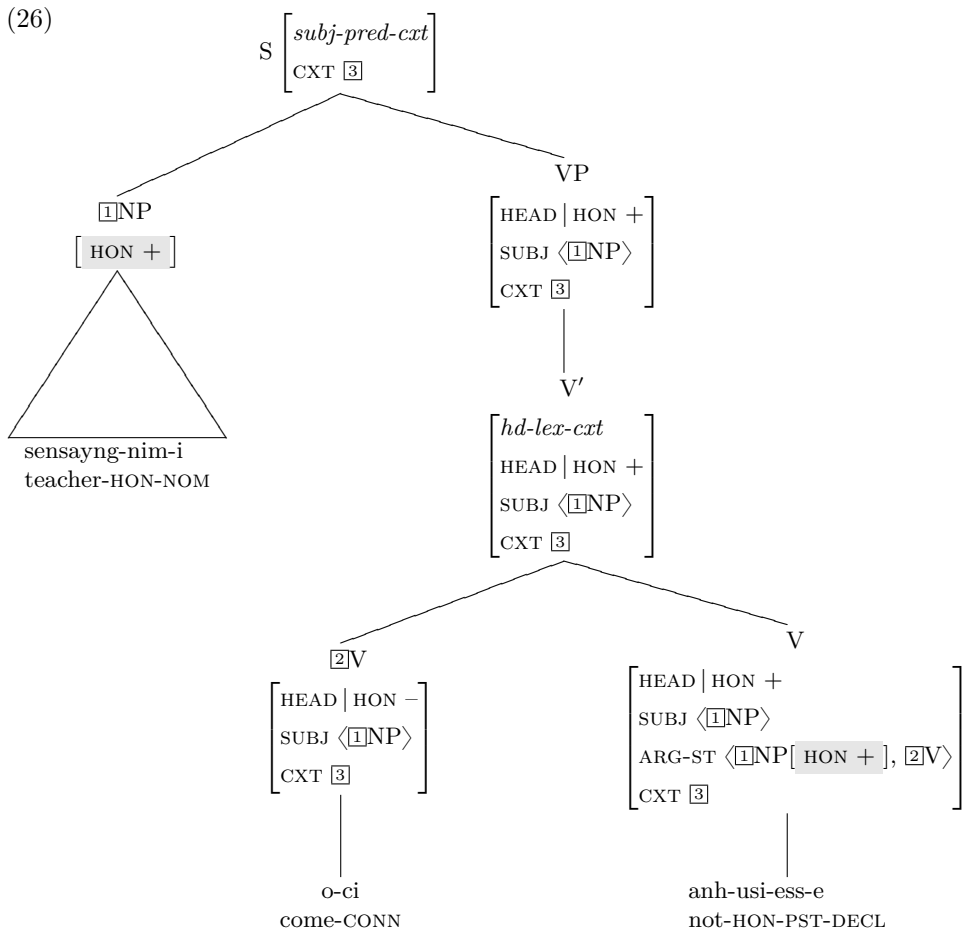 (26)
S [subj-pred-cxt
CXT 3]
1NP
[HON +]
sensayng-nim-i
teacher-HON-NOM
VP
[HEAD | HON +
SUBJ ⟨1NP⟩
CXT 3]
V′
[hd-lex-cxt
HEAD | HON +
SUBJ ⟨1NP⟩
CXT 3]
2V
[HEAD | HON –
SUBJ ⟨1NP⟩
CXT 3]
o-ci
come-CONN
V
[HEAD | HON +
SUBJ ⟨1NP⟩
ARG-ST ⟨1NP[HON +], 2V⟩
CXT 3]
anh-usi-ess-e
not-HON-PST-DECL